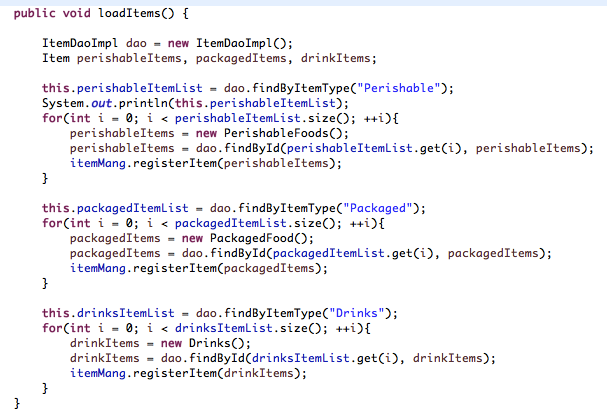 public void loadItems() {
ItemDaoImpl dao = new ItemDaoImpl();
Item perishableItems, packagedItems, drinkItems;
this.perishableItemList = dao.findByItemType("Perishable");
System.out.println(this.perishableItemList);
for(int i = 0; i < perishableItemList.size(); ++i){
perishableItems = new PerishableFoods();
perishableItems = dao.findById(perishableItemList.get(i), perishableItems);
itemMang.registerItem(perishableItems);
}
this.packagedItemList = dao.findByItemType("Packaged");
for(int i = 0; i < packagedItemList.size(); ++i){
packagedItems = new PackagedFood();
packagedItems = dao.findById(packagedItemList.get(i), packagedItems);
itemMang.registerItem(packagedItems);
}
this.drinksItemList = dao.findByItemType("Drinks");
for(int i = 0; i < drinksItemList.size(); ++i){
drinkItems = new Drinks();
drinkItems = dao.findById(drinksItemList.get(i), drinkItems);
itemMang.registerItem(drinkItems);
}
}